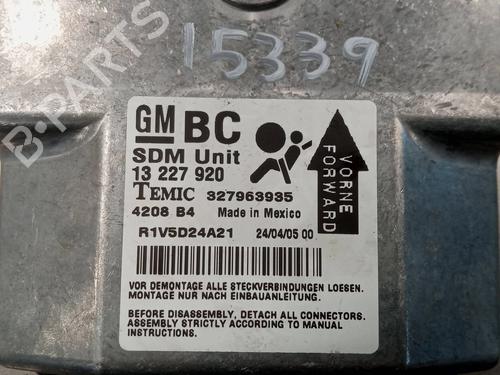 15339
B-PARTS
GM BC
SDM Unit
13 227 920
TEMIC 327963935
4208 B4 Made in Mexico
R1V5D24A21 24/04/05 00
VORNE
FORWARD
VOR DEMONTAGE ALLE STECKVERBINDUNGEN LOESEN.
MONTAGE NUR NACH EINBAUANLEITUNG.
BEFORE DISASSEMBLY, DETACH ALL CONNECTORS.
ASSEMBLY STRICTLY ACCORDING TO MANUAL
INSTRUCTIONS.